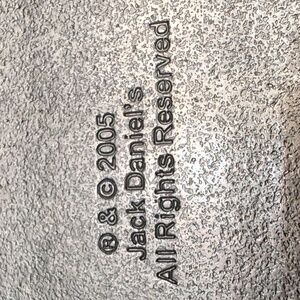 ® & © 2005
Jack Daniel's
All Rights Reserved